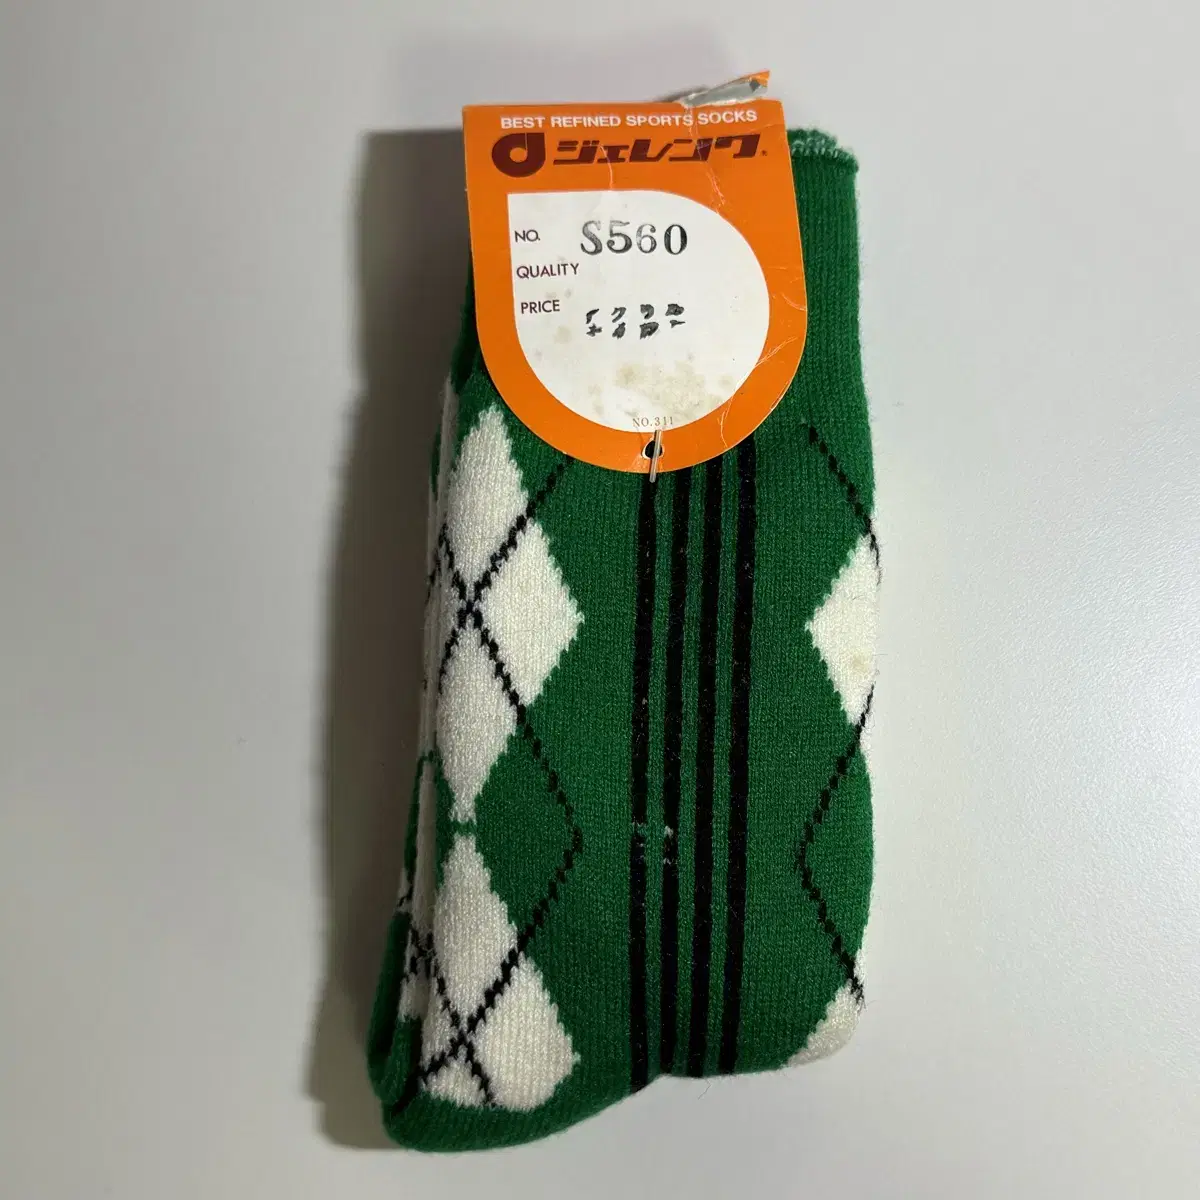 BEST REFINED SPORTS SOCKS
ジェレンク®
NO. S560
QUALITY
PRICE
NO.311